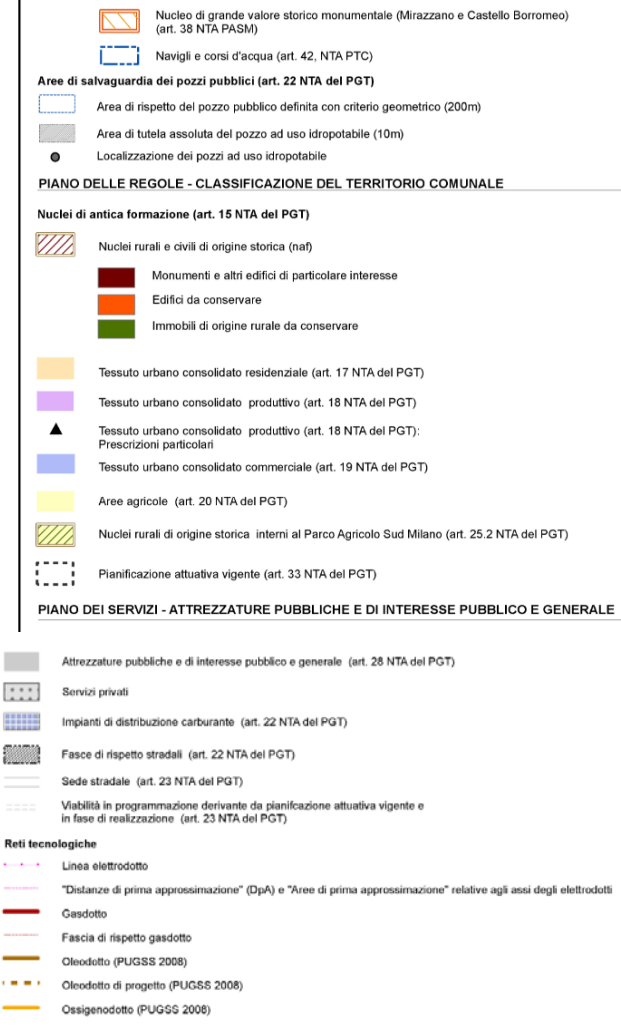 Nucleo di grande valore storico monumentale (Mirazzano e Castello Borromeo)
(art. 38 NTA PASM)
Navigli e corsi d'acqua (art. 42, NTA PTC)
Aree di salvaguardia dei pozzi pubblici (art. 22 NTA del PGT)
Area di rispetto del pozzo pubblico definita con criterio geometrico (200m)
Area di tutela assoluta del pozzo ad uso idropotabile (10m)
Localizzazione dei pozzi ad uso idropotabile
PIANO DELLE REGOLE - CLASSIFICAZIONE DEL TERRITORIO COMUNALE
Nuclei di antica formazione (art. 15 NTA del PGT)
Nuclei rurali e civili di origine storica (naf)
Monumenti e altri edifici di particolare interesse
Edifici da conservare
Immobili di origine rurale da conservare
Tessuto urbano consolidato residenziale (art. 17 NTA del PGT)
Tessuto urbano consolidato produttivo (art. 18 NTA del PGT)
Tessuto urbano consolidato produttivo (art. 18 NTA del PGT):
Prescrizioni particolari
Tessuto urbano consolidato commerciale (art. 19 NTA del PGT)
Aree agricole (art. 20 NTA del PGT)
Nuclei rurali di origine storica interni al Parco Agricolo Sud Milano (art. 25.2 NTA del PGT)
Pianificazione attuativa vigente (art. 33 NTA del PGT)
PIANO DEI SERVIZI - ATTREZZATURE PUBBLICHE E DI INTERESSE PUBBLICO E GENERALE
Attrezzature pubbliche e di interesse pubblico e generale (art. 28 NTA del PGT)
Servizi privati
Impianti di distribuzione carburante (art. 22 NTA del PGT)
Fasce di rispetto stradali (art. 22 NTA del PGT)
Sede stradale (art. 23 NTA del PGT)
Viabilità in programmazione derivante da pianifcazione attuativa vigente e
in fase di realizzazione (art. 23 NTA del PGT)
Reti tecnologiche
Linea elettrodotto
"Distanze di prima approssimazione" (DpA) e "Aree di prima approssimazione" relative agli assi degli elettrodotti
Gasdotto
Fascia di rispetto gasdotto
Oleodotto (PUGSS 2008)
Oleodotto di progetto (PUGSS 2008)
Ossigenodotto (PUGSS 2008)